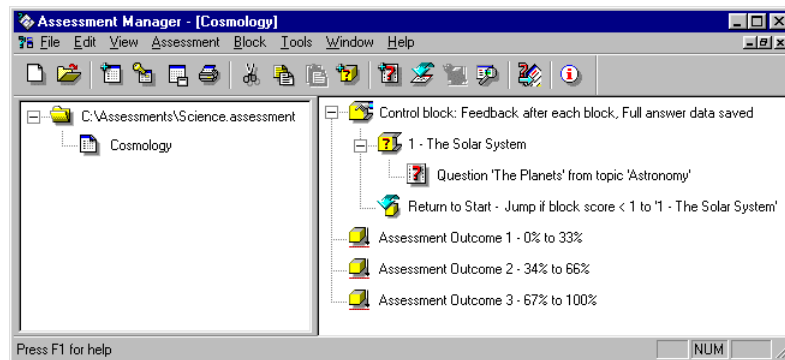 Assessment Manager - [Cosmology]
File Edit View Assessment Block Tools Window Help
C:\Assessments\Science.assessment
Cosmology
Control block: Feedback after each block, Full answer data saved
1 - The Solar System
Question 'The Planets' from topic 'Astronomy'
Return to Start - Jump if block score < 1 to '1 - The Solar System'
Assessment Outcome 1 - 0% to 33%
Assessment Outcome 2 - 34% to 66%
Assessment Outcome 3 - 67% to 100%
Press F1 for help NUM